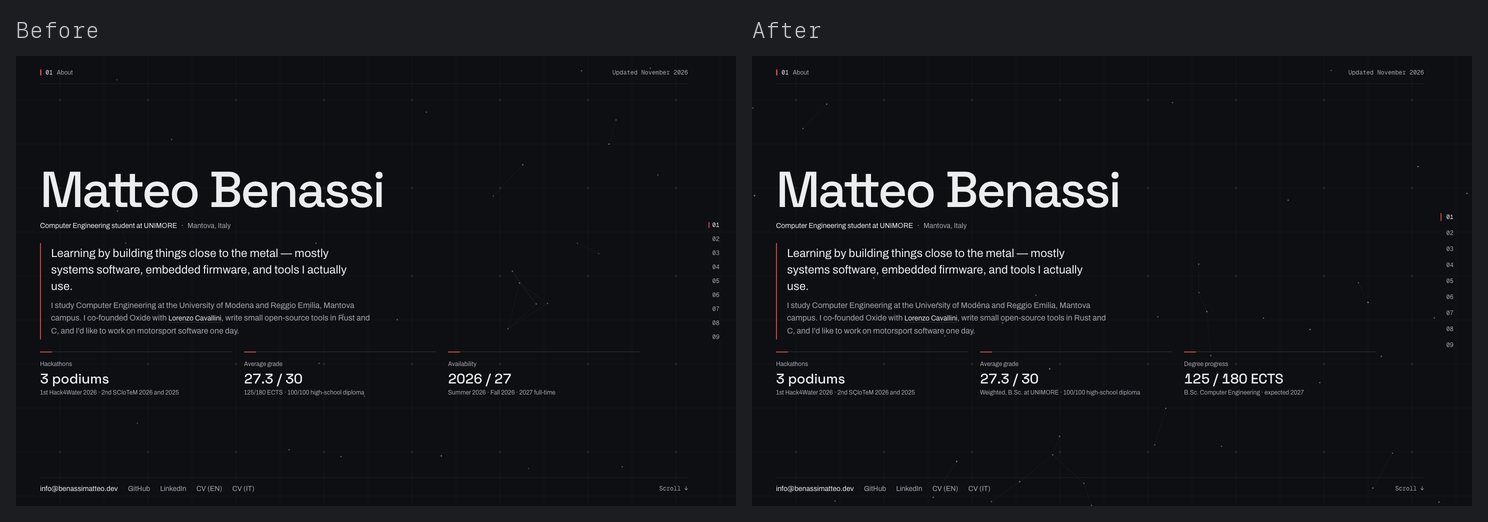 Before
01 About
Updated November 2026
Matteo Benassi
Computer Engineering student at UNIMORE · Mantova, Italy
Learning by building things close to the metal — mostly
systems software, embedded firmware, and tools I actually
use.
I study Computer Engineering at the University of Modena and Reggio Emilia, Mantova
campus. I co-founded Oxide with Lorenzo Cavallini, write small open-source tools in Rust and
C, and I'd like to work on motorsport software one day.
Hackathons
3 podiums
1st Hack4Water 2026 · 2nd SCIoTeM 2026 and 2025
Average grade
27.3 / 30
125/180 ECTS · 100/100 high-school diploma
Availability
2026 / 27
Summer 2026 · Fall 2026 · 2027 full-time
01
02
03
04
05
06
07
08
09
info@benassimatteo.dev GitHub LinkedIn CV (EN) CV (IT)
Scroll ↓
After
01 About
Updated November 2026
Matteo Benassi
Computer Engineering student at UNIMORE · Mantova, Italy
Learning by building things close to the metal — mostly
systems software, embedded firmware, and tools I actually
use.
I study Computer Engineering at the University of Modena and Reggio Emilia, Mantova
campus. I co-founded Oxide with Lorenzo Cavallini, write small open-source tools in Rust and
C, and I'd like to work on motorsport software one day.
Hackathons
3 podiums
1st Hack4Water 2026 · 2nd SCIoTeM 2026 and 2025
Average grade
27.3 / 30
Weighted, B.Sc. at UNIMORE · 100/100 high-school diploma
Degree progress
125 / 180 ECTS
B.Sc. Computer Engineering · expected 2027
01
02
03
04
05
06
07
08
09
info@benassimatteo.dev GitHub LinkedIn CV (EN) CV (IT)
Scroll ↓